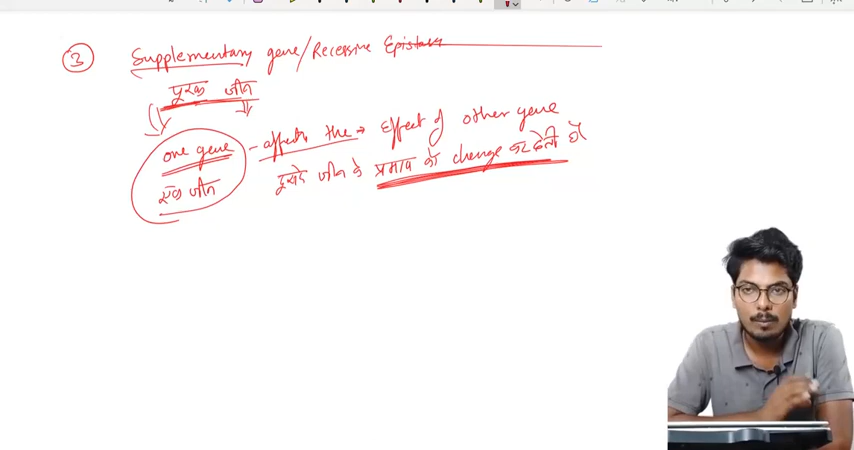 3 Supplementary gene/Recessive Epistasis
पूरक जीन
one gene - affects the → effect of other gene
एक जीन दूसरे जीन के प्रभाव को change कर देती है